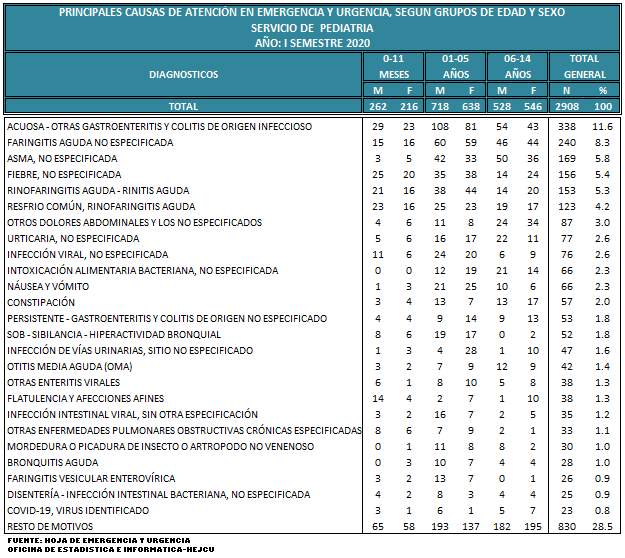 PRINCIPALES CAUSAS DE ATENCIÓN EN EMERGENCIA Y URGENCIA, SEGUN GRUPOS DE EDAD Y SEXO
SERVICIO DE PEDIATRIA
AÑO: I SEMESTRE 2020
DIAGNOSTICOS 0-11 MESES 01-05 AÑOS 06-14 AÑOS TOTAL GENERAL
M F M F M F N %
TOTAL 262 216 718 638 528 546 2908 100
ACUOSA - OTRAS GASTROENTERITIS Y COLITIS DE ORIGEN INFECCIOSO 29 23 108 81 54 43 338 11.6
FARINGITIS AGUDA NO ESPECIFICADA 15 16 60 59 46 44 240 8.3
ASMA, NO ESPECIFICADA 3 5 42 33 50 36 169 5.8
FIEBRE, NO ESPECIFICADA 25 20 35 38 14 24 156 5.4
RINOFARINGITIS AGUDA - RINITIS AGUDA 21 16 38 44 14 20 153 5.3
RESFRIO COMÚN, RINOFARINGITIS AGUDA 23 16 25 23 19 17 123 4.2
OTROS DOLORES ABDOMINALES Y LOS NO ESPECIFICADOS 4 6 11 8 24 34 87 3.0
URTICARIA, NO ESPECIFICADA 5 6 16 17 22 11 77 2.6
INFECCIÓN VIRAL, NO ESPECIFICADA 11 6 24 20 6 9 76 2.6
INTOXICACIÓN ALIMENTARIA BACTERIANA, NO ESPECIFICADA 0 0 12 19 21 14 66 2.3
NÁUSEA Y VÓMITO 1 3 21 25 10 6 66 2.3
CONSTIPACIÓN 3 4 13 7 13 17 57 2.0
PERSISTENTE - GASTROENTERITIS Y COLITIS DE ORIGEN NO ESPECIFICADO 4 4 9 14 9 13 53 1.8
SOB - SIBILANCIA - HIPERACTIVIDAD BRONQUIAL 8 6 19 17 0 2 52 1.8
INFECCIÓN DE VÍAS URINARIAS, SITIO NO ESPECIFICADO 1 3 4 28 1 10 47 1.6
OTITIS MEDIA AGUDA (OMA) 3 2 7 9 12 9 42 1.4
OTRAS ENTERITIS VIRALES 6 1 8 10 5 8 38 1.3
FLATULENCIA Y AFECCIONES AFINES 14 4 2 7 1 10 38 1.3
INFECCIÓN INTESTINAL VIRAL, SIN OTRA ESPECIFICACIÓN 3 2 16 7 2 5 35 1.2
OTRAS ENFERMEDADES PULMONARES OBSTRUCTIVAS CRÓNICAS ESPECIFICADAS 8 6 7 9 2 1 33 1.1
MORDEDURA O PICADURA DE INSECTO O ARTROPODO NO VENENOSO 0 1 11 8 8 2 30 1.0
BRONQUITIS AGUDA 0 3 10 7 4 4 28 1.0
FARINGITIS VESICULAR ENTEROVÍRICA 3 2 13 7 0 1 26 0.9
DISENTERÍA - INFECCIÓN INTESTINAL BACTERIANA, NO ESPECIFICADA 4 2 8 3 4 4 25 0.9
COVID-19, VIRUS IDENTIFICADO 3 1 6 1 5 7 23 0.8
RESTO DE MOTIVOS 65 58 193 137 182 195 830 28.5
FUENTE: HOJA DE EMERGENCIA Y URGENCIA
OFICINA DE ESTADISTICA E INFORMATICA-HEJCU